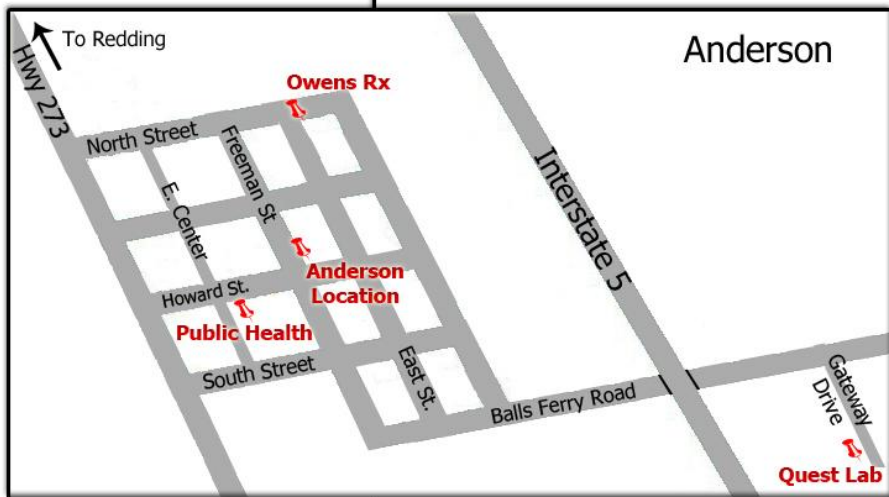 To Redding
Anderson
Hwy 273
Owens Rx
North Street
Freeman St
Interstate 5
E. Center
Anderson
Location
Howard St.
Public Health
South Street
East St.
Balls Ferry Road
Gateway
Drive
Quest Lab